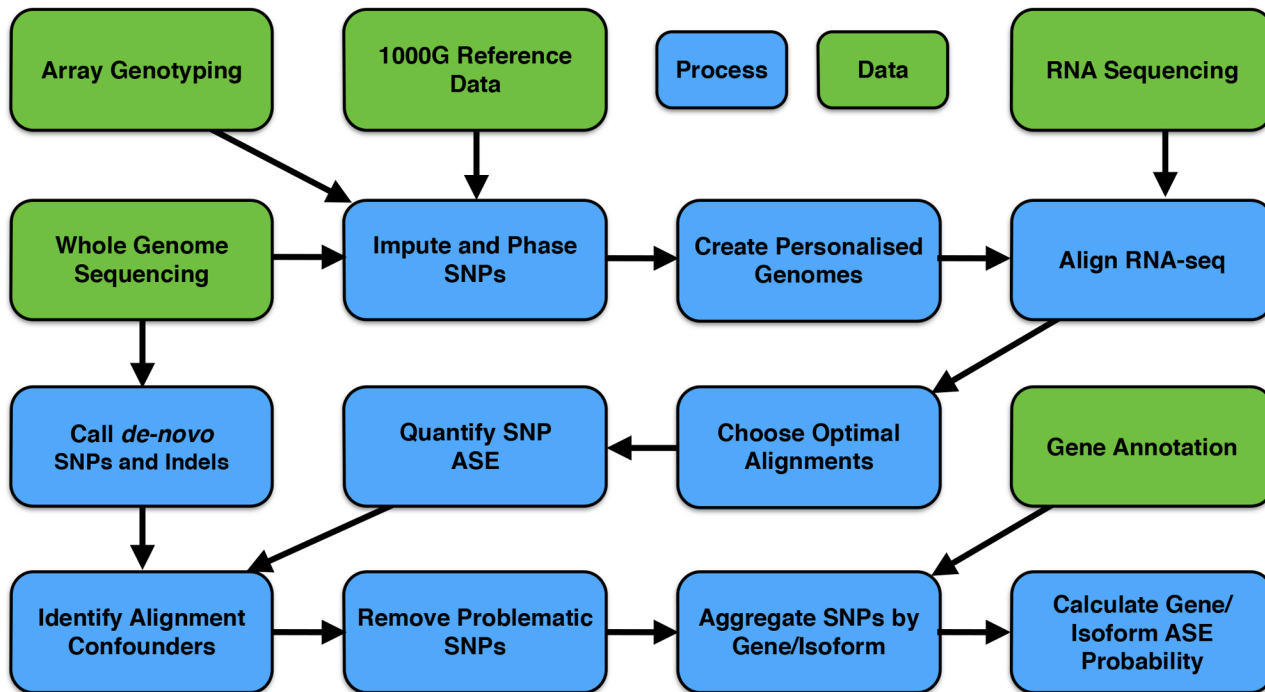 Array Genotyping
1000G Reference
Data
Process
Data
RNA Sequencing
Whole Genome
Sequencing
Impute and Phase
SNPs
Create Personalised
Genomes
Align RNA-seq
Call de-novo
SNPs and Indels
Quantify SNP
ASE
Choose Optimal
Alignments
Gene Annotation
Identify Alignment
Confounders
Remove Problematic
SNPs
Aggregate SNPs by
Gene/Isoform
Calculate Gene/
Isoform ASE
Probability